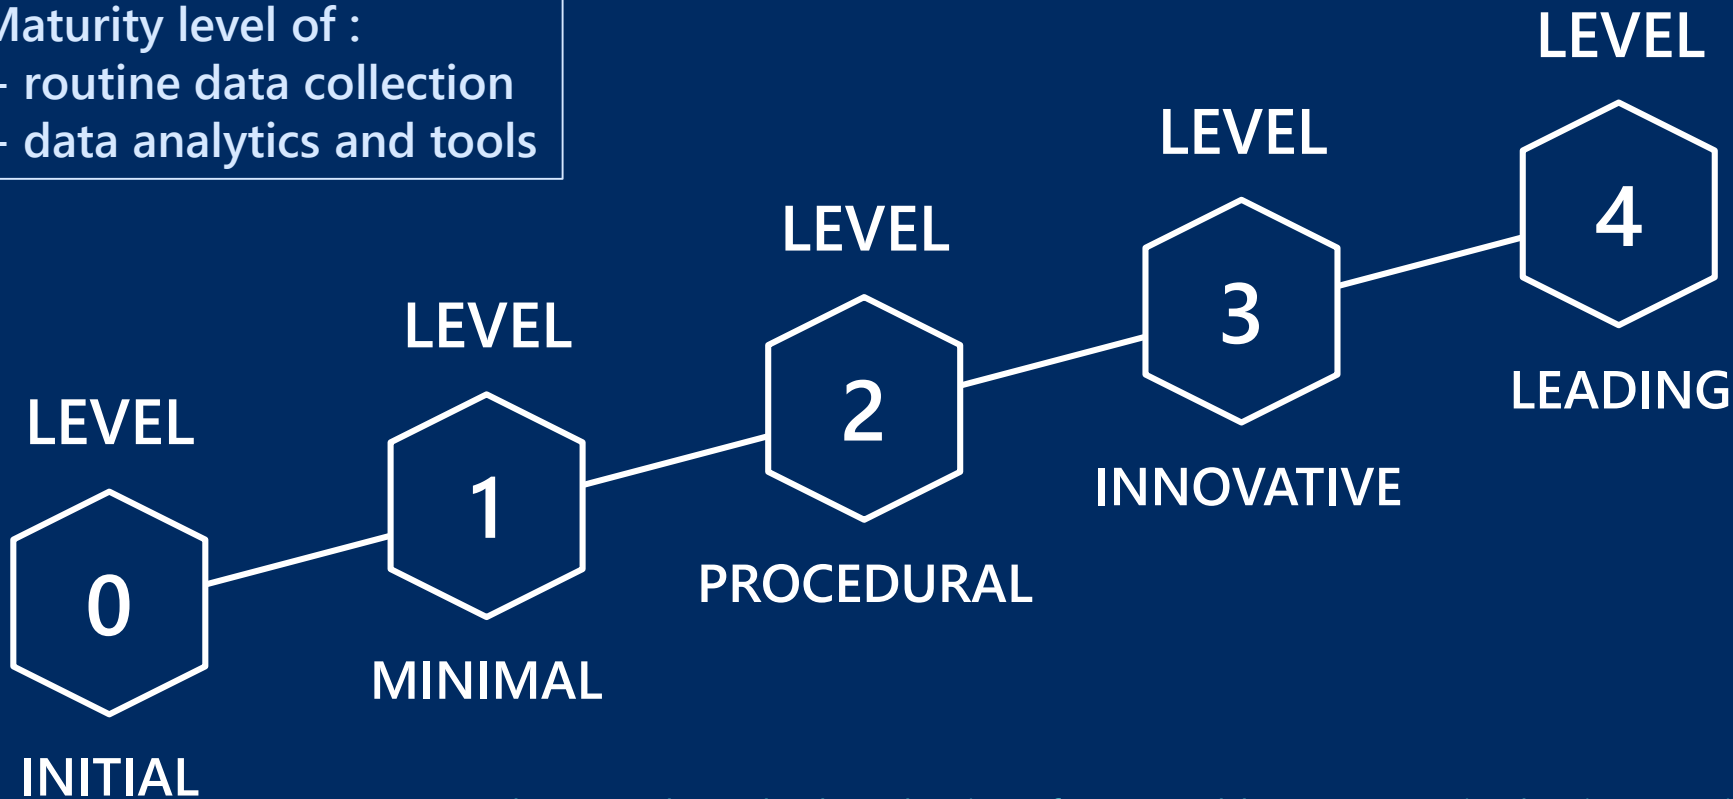 Maturity level of :
- routine data collection
- data analytics and tools
LEVEL
0
INITIAL
LEVEL
1
MINIMAL
LEVEL
2
PROCEDURAL
LEVEL
3
INNOVATIVE
LEVEL
4
LEADING